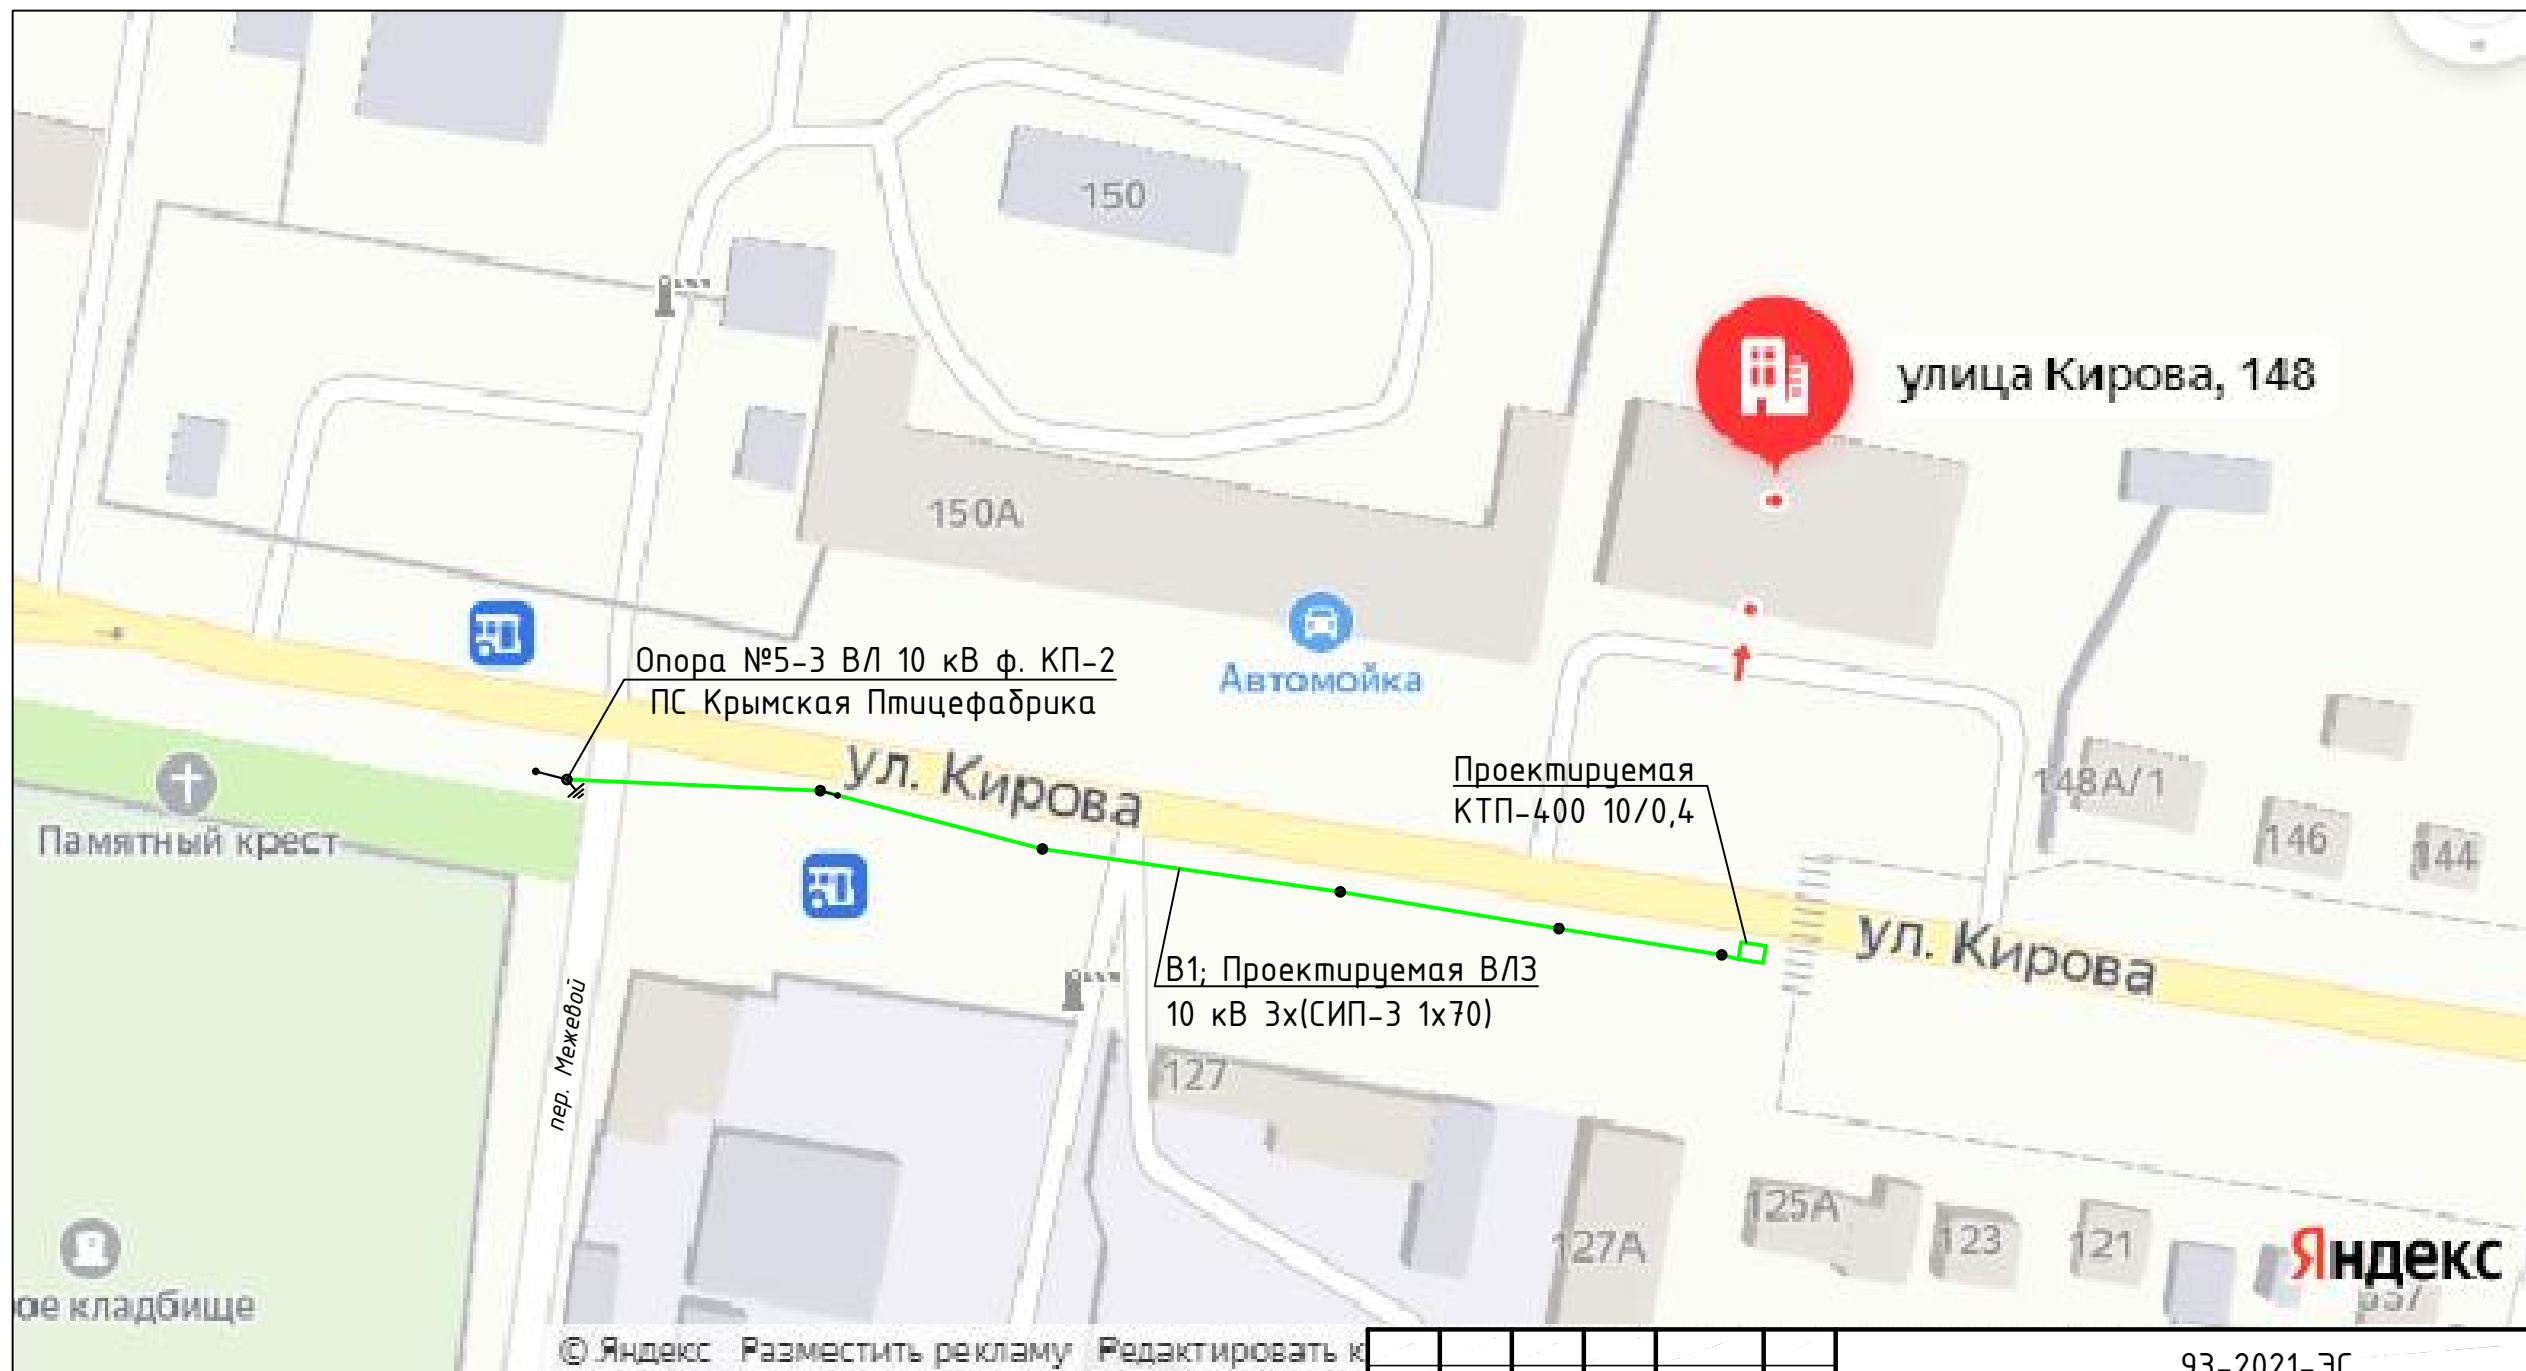 150
улица Кирова, 148
150А
Опора №5-3 ВЛ 10 кВ ф. КП-2
ПС Крымская Птицефабрика
Автомойка
ул. Кирова
Проектируемая
КТП-400 10/0,4
148А/1
146
144
Памятный крест
ул. Кирова
В1; Проектируемая ВЛЗ
10 кВ 3х(СИП-3 1х70)
пер. Межевой
127
125А
127А
123
121
Яндекс
кладбище
© Яндекс Разместить рекламу Редактировать к
93-2021-ЭС